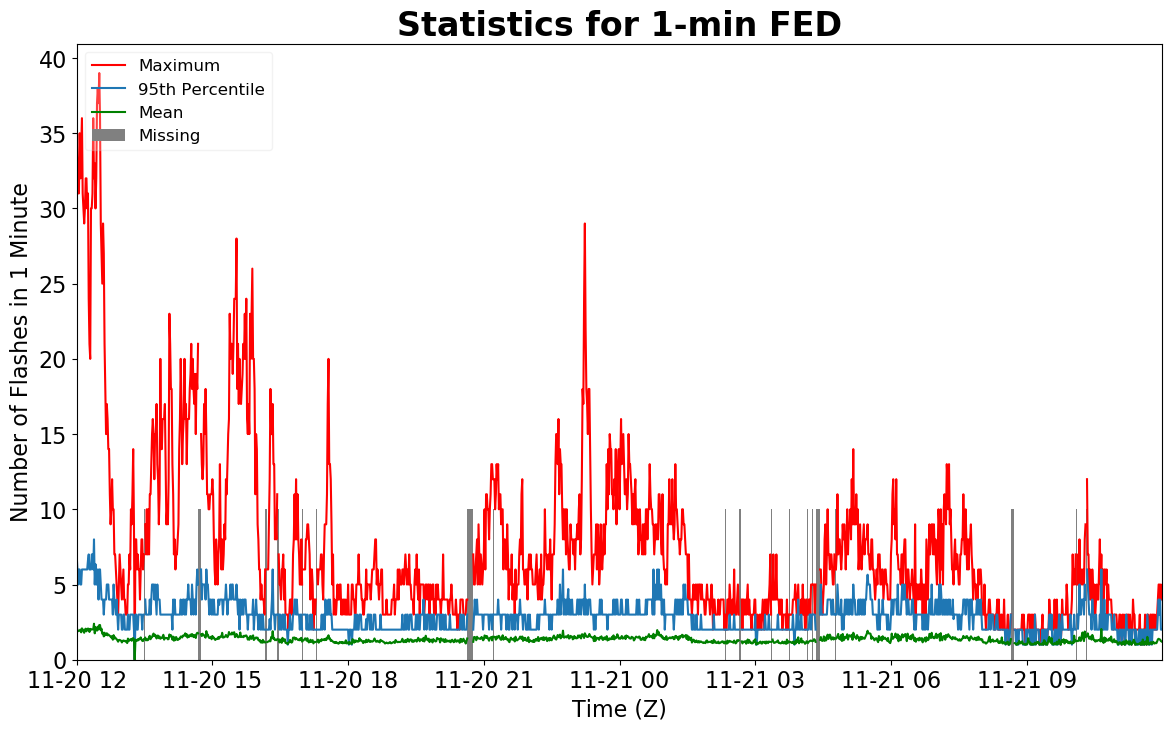 Statistics for 1-min FED
Number of Flashes in 1 Minute
40
35
30
25
20
15
10
5
0
Maximum
95th Percentile
Mean
Missing
11-20 12 11-20 15 11-20 18 11-20 21 11-21 00 11-21 03 11-21 06 11-21 09
Time (Z)